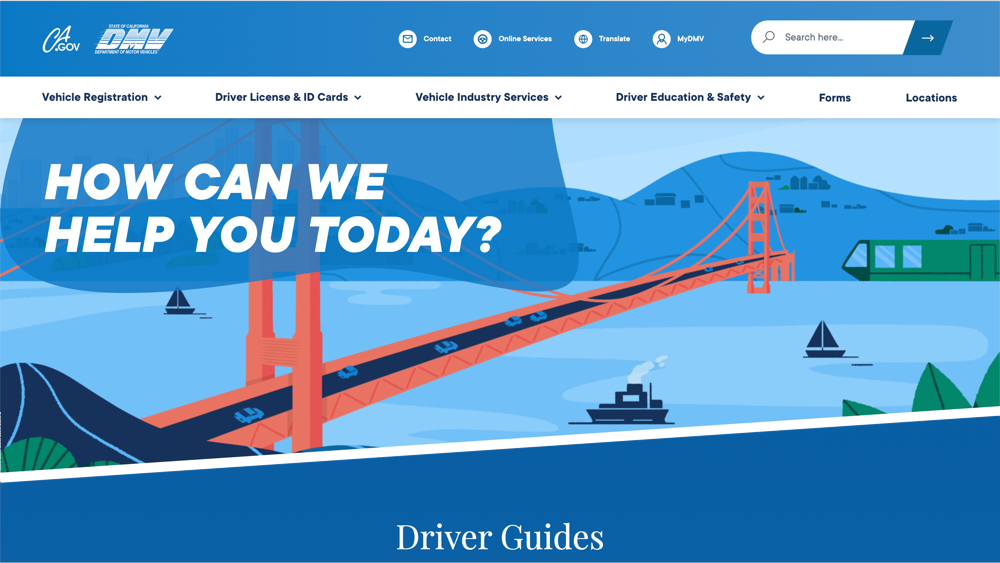 CA
.GOV
STATE OF CALIFORNIA
DMV
DEPARTMENT OF MOTOR VEHICLES
Contact
Online Services
Translate
MyDMV
Search here...
Vehicle Registration
Driver License & ID Cards
Vehicle Industry Services
Driver Education & Safety
Forms
Locations
HOW CAN WE
HELP YOU TODAY?
Driver Guides